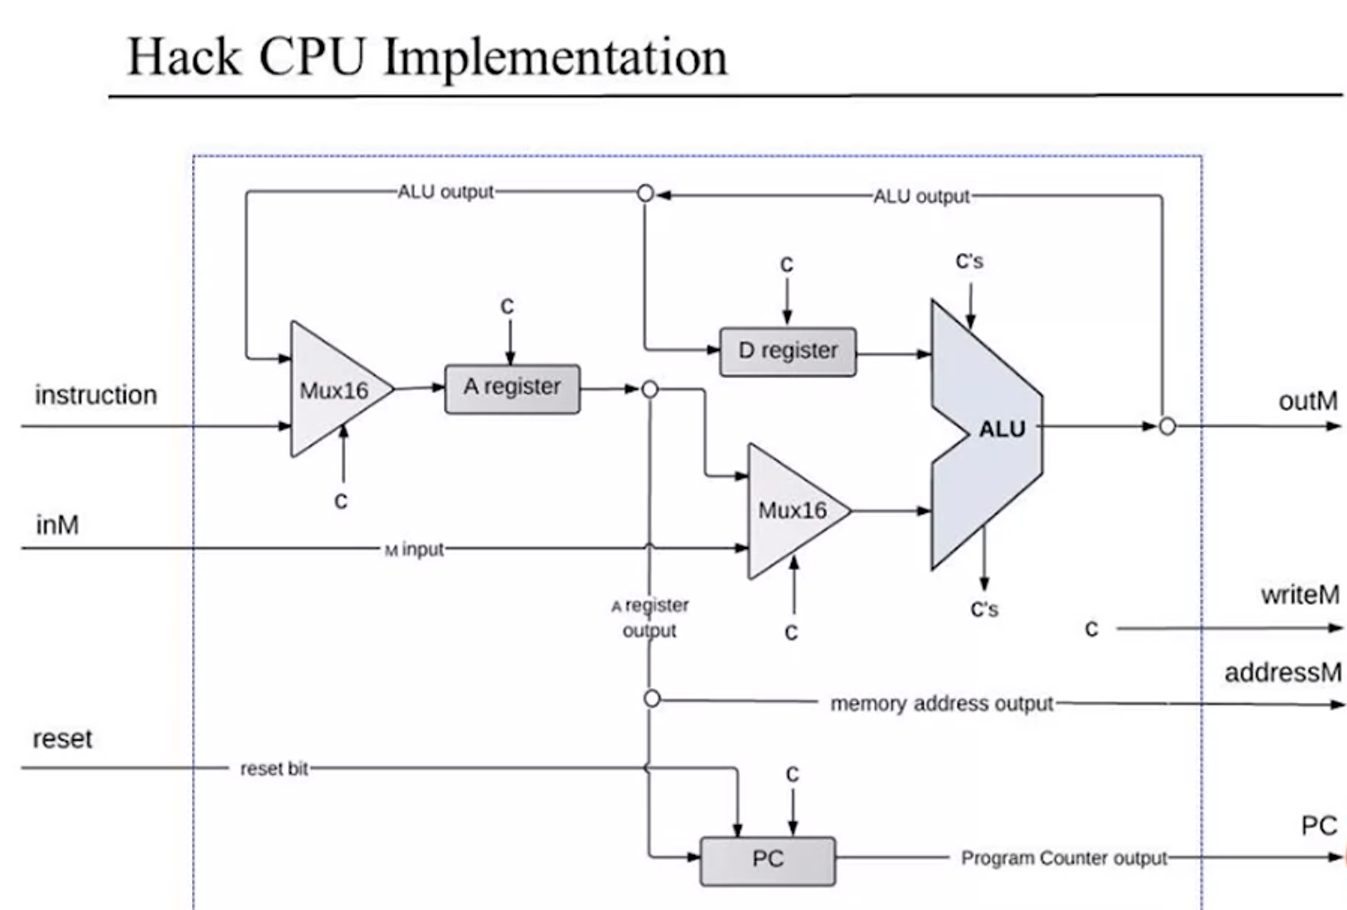 Hack CPU Implementation
ALU output
ALU output
C
C's
C
D register
instruction
Mux16
A register
outM
ALU
C
inM
M input
Mux16
A register
output
C
C's
writeM
C
addressM
memory address output
reset
reset bit
C
PC
PC
Program Counter output